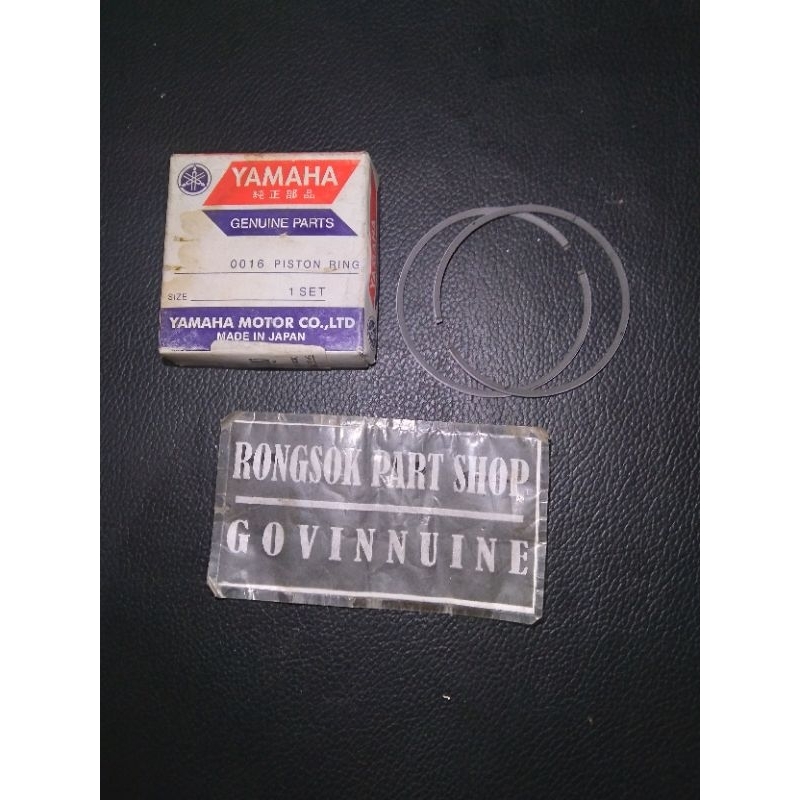 YAMAHA
純正部品
GENUINE PARTS
0016 PISTON RING
SIZE 1 SET
YAMAHA MOTOR CO.,LTD
MADE IN JAPAN
YAMAHA
RONGSOK PART SHOP
GOVINNUINE